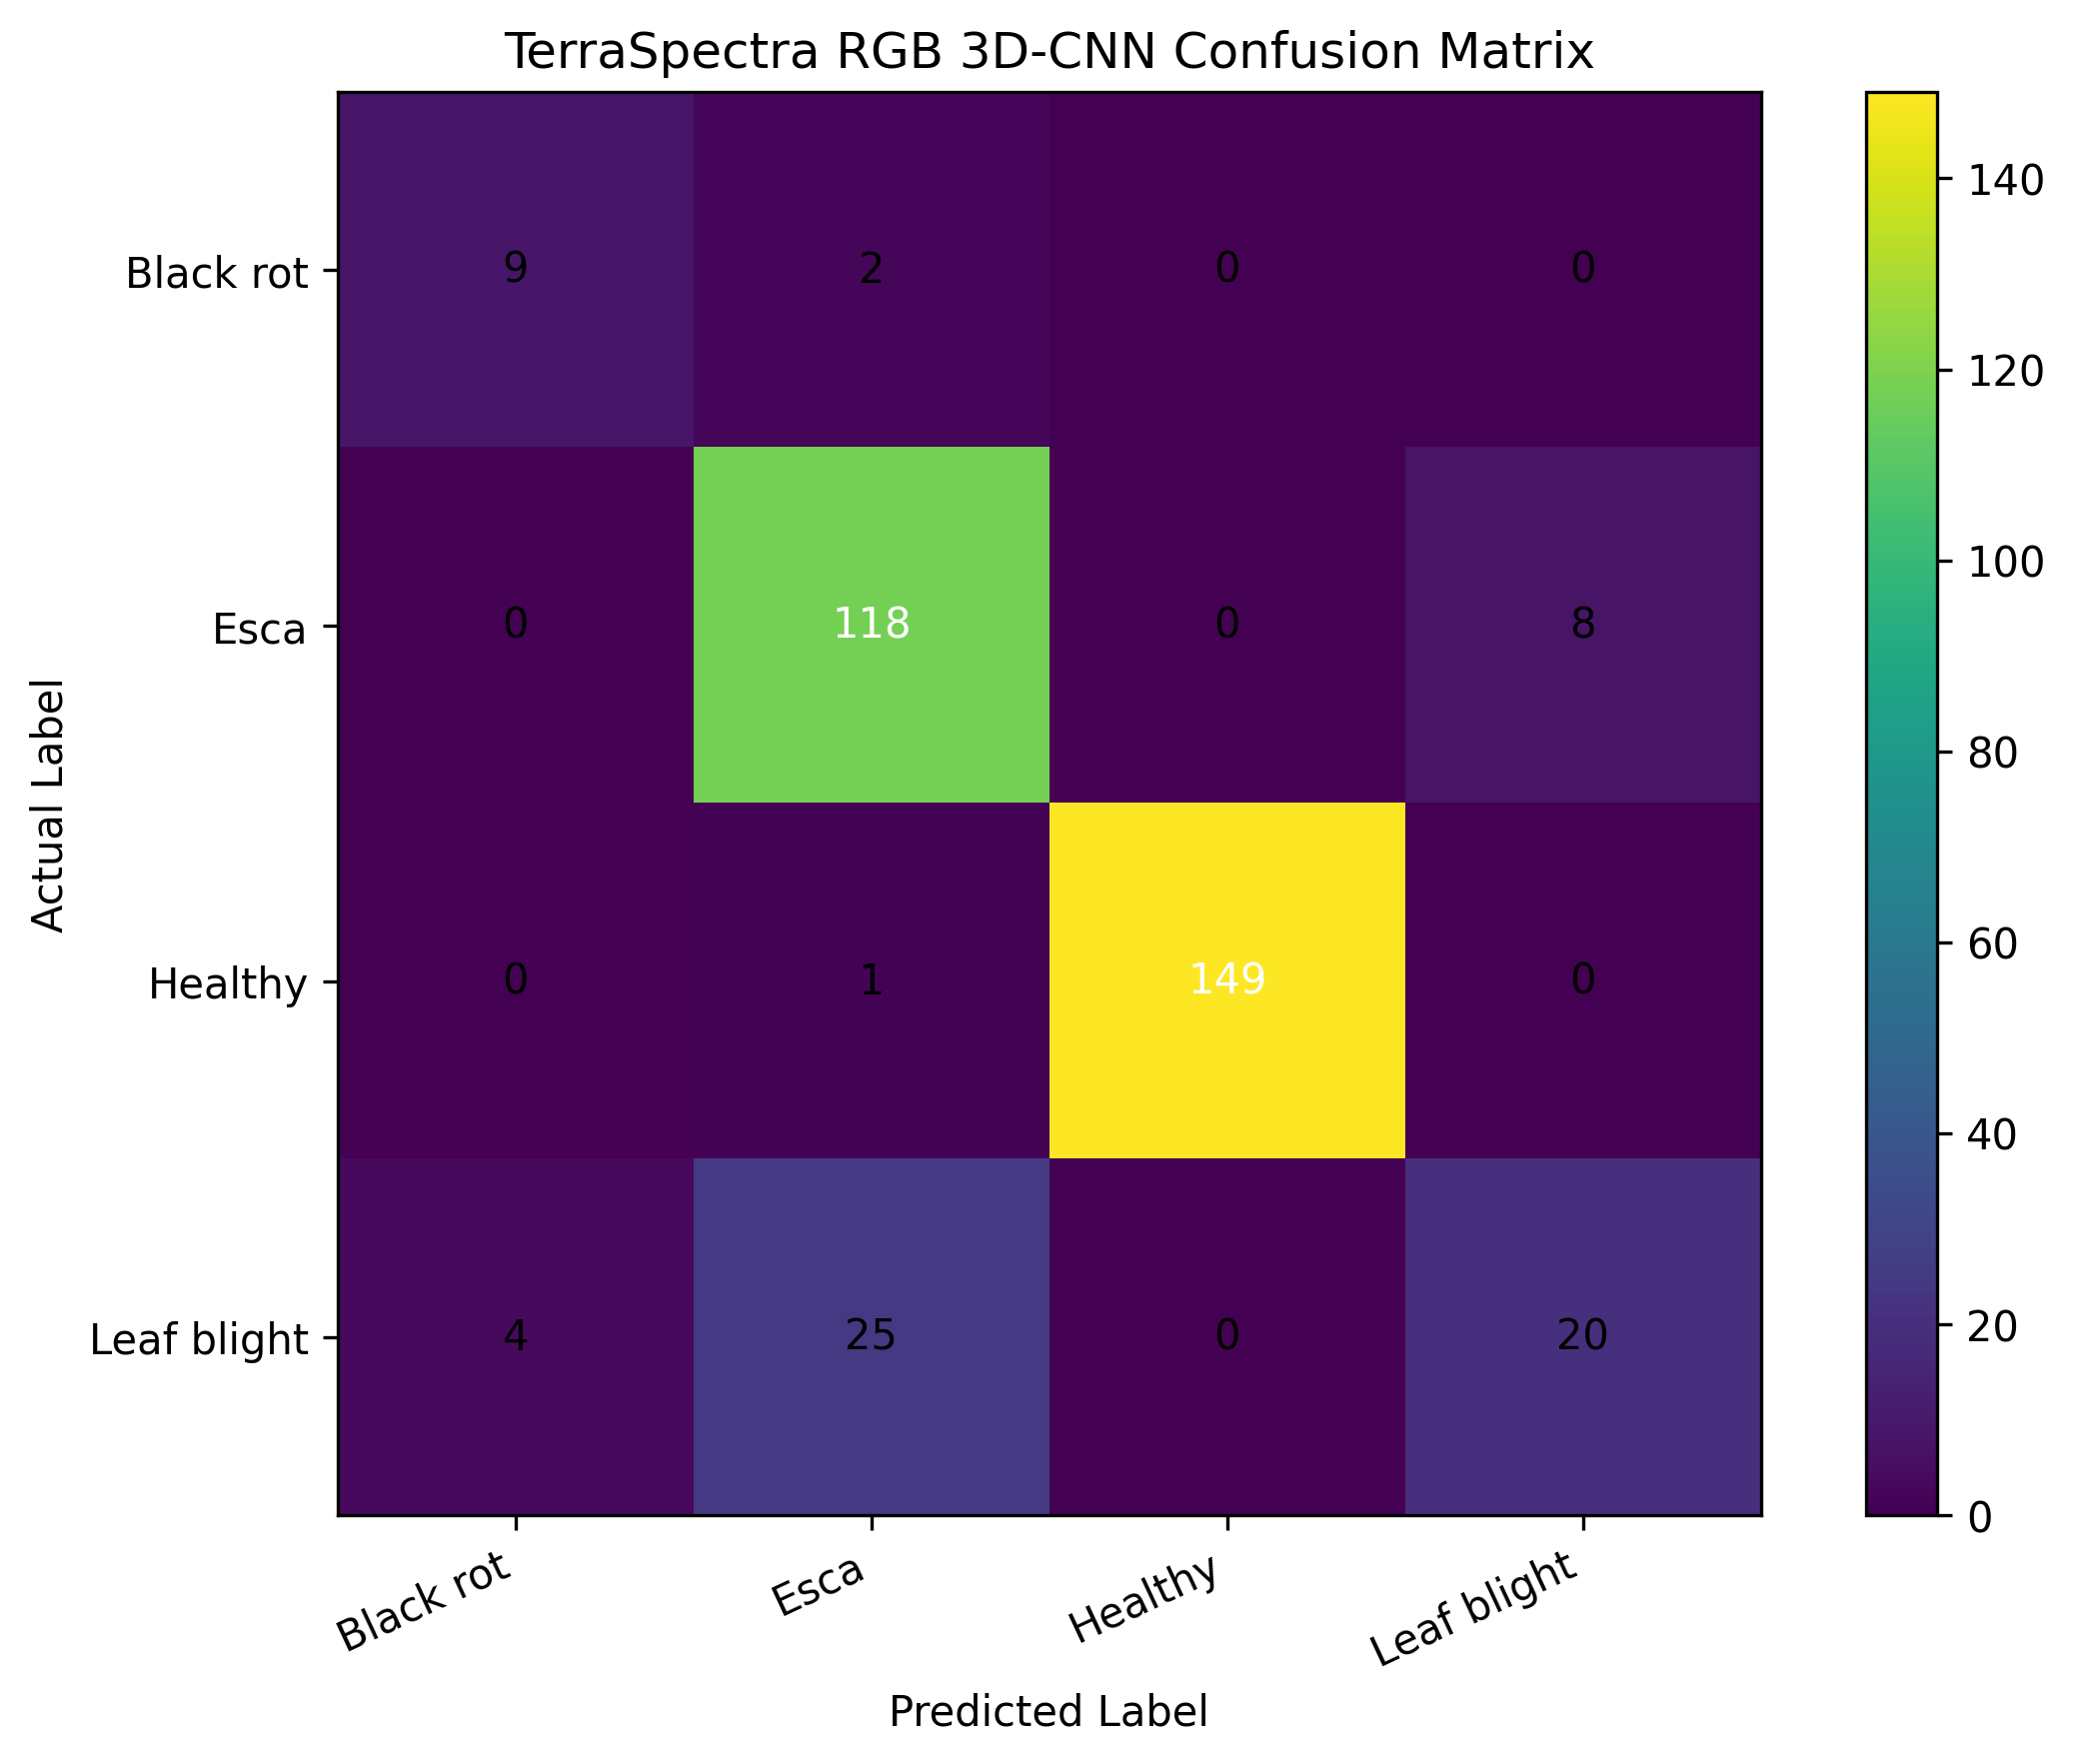 TerraSpectra RGB 3D-CNN Confusion Matrix
Black rot
9 2 0 0
Esca
0 118 0 8
Healthy
0 1 149 0
Leaf blight
4 25 0 20
Actual Label
Black rot
Esca
Healthy
Leaf blight
Predicted Label
140
120
100
80
60
40
20
0